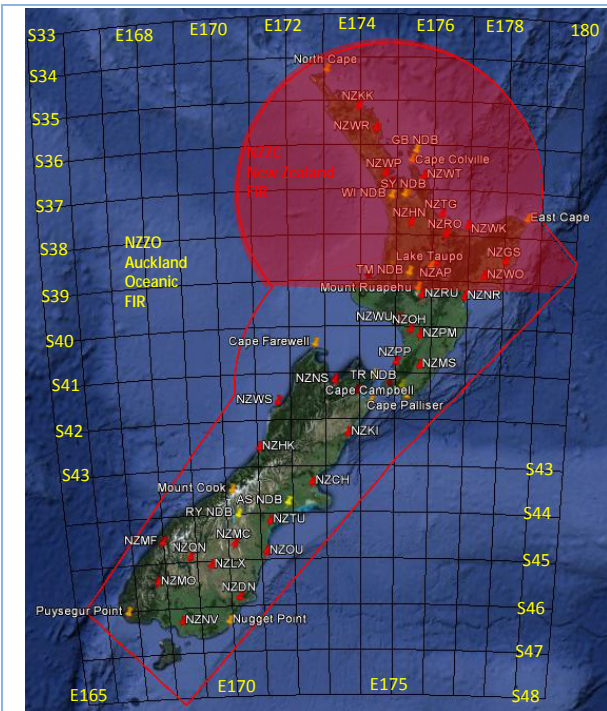 E168 E170 E172 E174 E176 E178 180
S33
S34
S35
S36
S37
S38
S39
S40
S41
S42
S43
North Cape
NZKK
NZWR
GB NDB
NZZC
New Zealand
FIR
NZWP
Cape Colville
NZWT
SY NDB
WI NDB
NZTG
NZHN
NZRO
NZWK
East Cape
NZZO
Auckland
Oceanic
FIR
Lake Taupo
NZGS
TM NDB
NZAP
NZWO
Mount Ruapehu
NZRU
NZNR
NZWU
NZOH
NZPM
Cape Farewell
NZPP
NZMS
NZNS
TR NDB
Cape Campbell
NZWS
Cape Palliser
NZKI
NZHK
Mount Cook
NZCH
AS NDB
RY NDB
NZTU
NZMF
NZMC
NZQN
NZOU
NZLX
NZMO
NZDN
Puysegur Point
NZNV
Nugget Point
S43
S44
S45
S46
S47
S48
E165 E170 E175